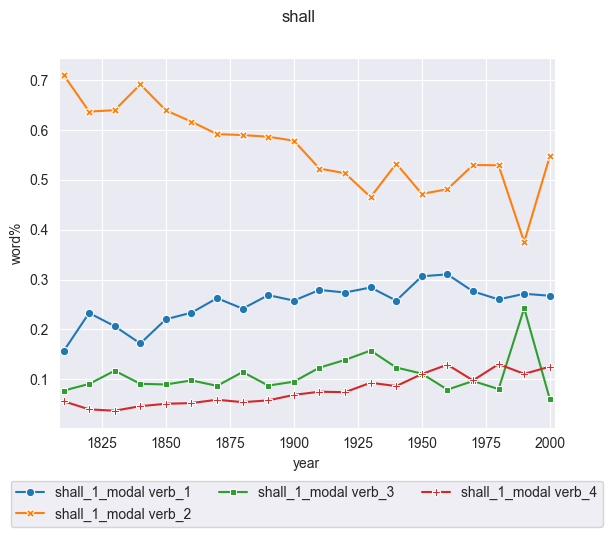 shall
0.7
0.6
0.5
0.4
0.3
0.2
0.1
word%
1825 1850 1875 1900 1925 1950 1975 2000
year
shall_1_modal verb_1 shall_1_modal verb_3 shall_1_modal verb_4
shall_1_modal verb_2